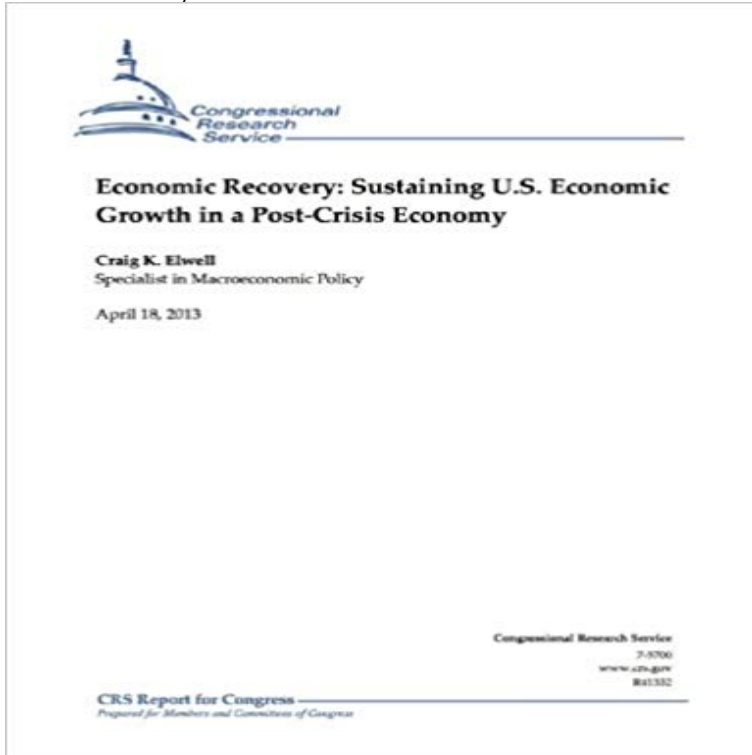 Congressional
Research
Service
Economic Recovery: Sustaining U.S. Economic
Growth in a Post-Crisis Economy
Craig K. Elwell
Specialist in Macroeconomic Policy
April 18, 2013
Congressional Research Service
7-5700
www.crs.gov
R41332
CRS Report for Congress
Prepared for Members and Committees of Congress